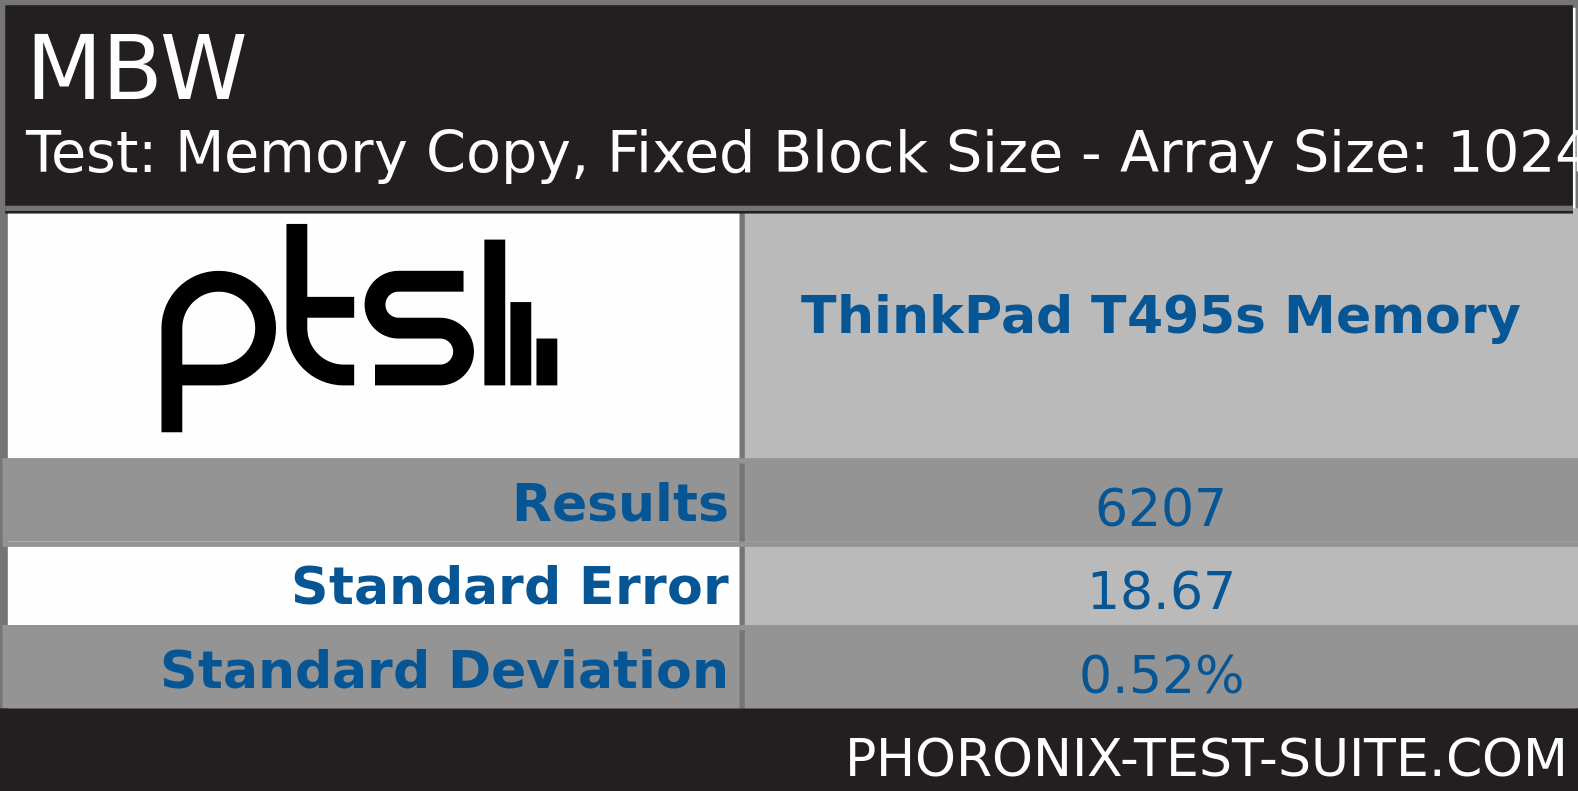 MBW
Test: Memory Copy, Fixed Block Size - Array Size: 1024
pts
ThinkPad T495s Memory
Results 6207
Standard Error 18.67
Standard Deviation 0.52%
PHORONIX-TEST-SUITE.COM